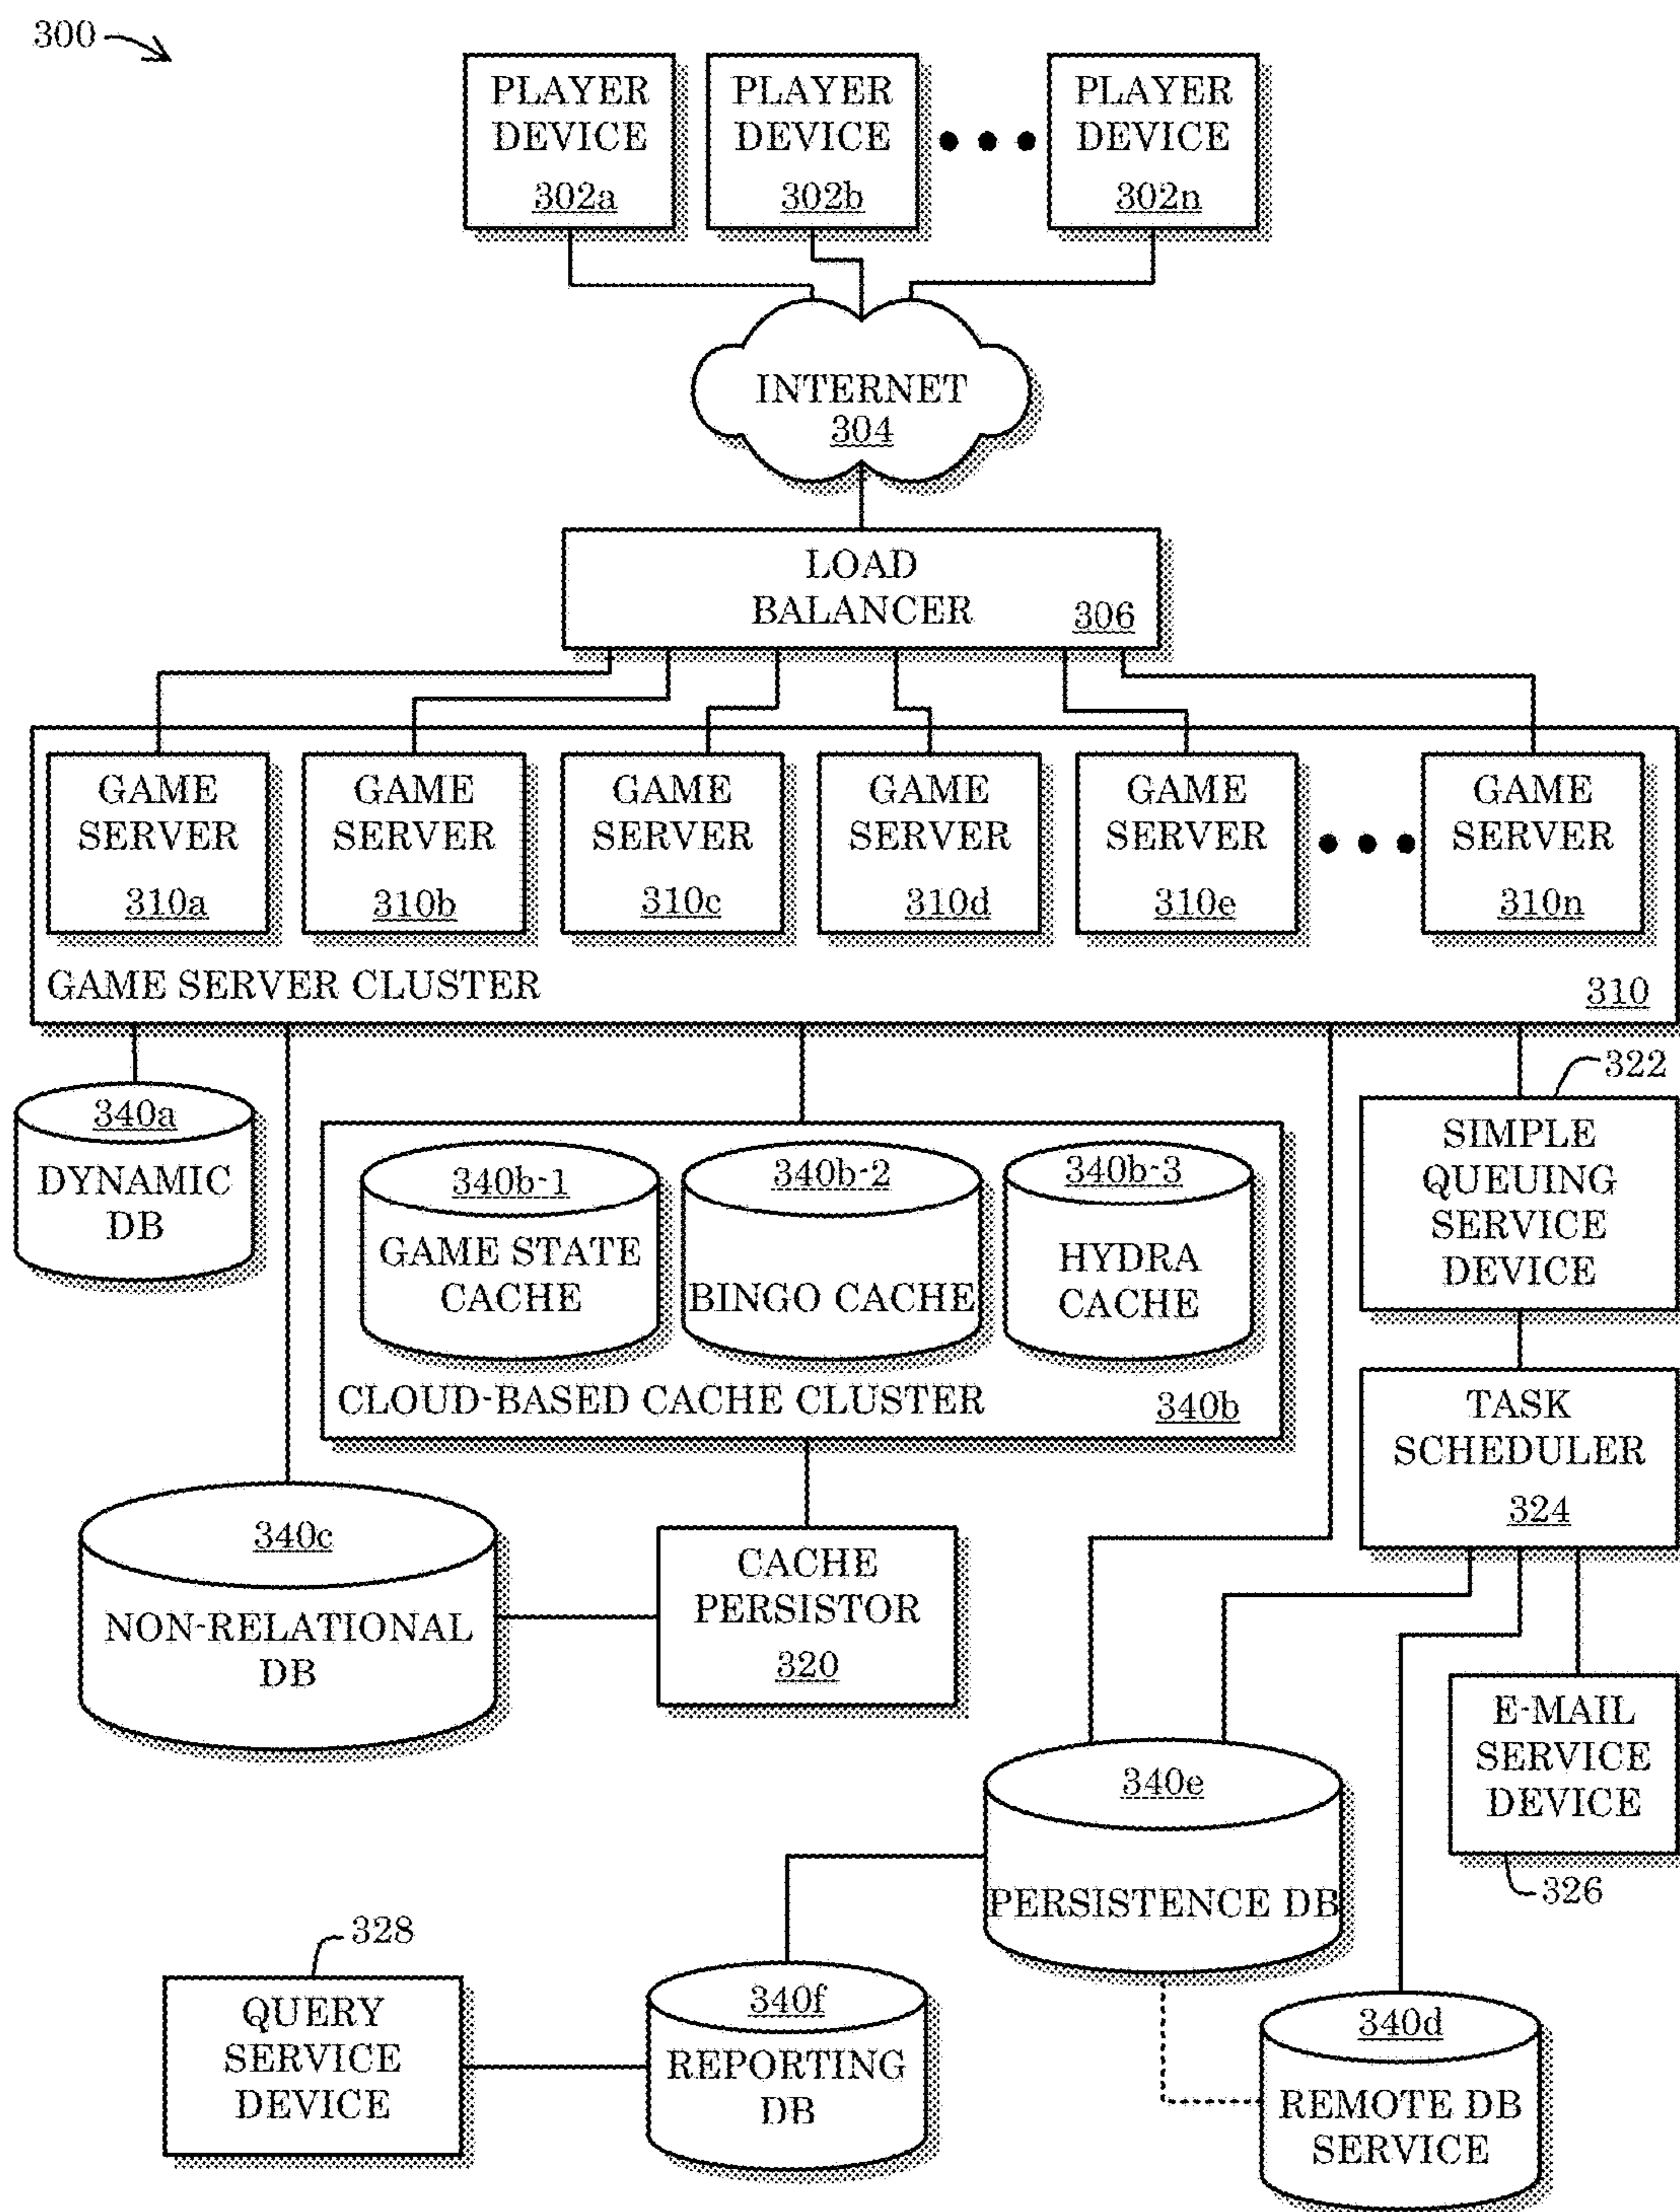 300
PLAYER
DEVICE
302a
PLAYER
DEVICE
302b
PLAYER
DEVICE
302n
INTERNET
304
LOAD
BALANCER
306
GAME
SERVER
310a
GAME
SERVER
310b
GAME
SERVER
310c
GAME
SERVER
310d
GAME
SERVER
310e
GAME
SERVER
310n
GAME SERVER CLUSTER
310
340a
DYNAMIC
DB
340b-1
GAME STATE
CACHE
340b-2
BINGO CACHE
340b-3
HYDRA
CACHE
CLOUD-BASED CACHE CLUSTER
340b
322
SIMPLE
QUEUING
SERVICE
DEVICE
TASK
SCHEDULER
324
340c
NON-RELATIONAL
DB
CACHE
PERSISTOR
320
E-MAIL
SERVICE
DEVICE
326
340e
PERSISTENCE DB
328
QUERY
SERVICE
DEVICE
340f
REPORTING
DB
340d
REMOTE DB
SERVICE